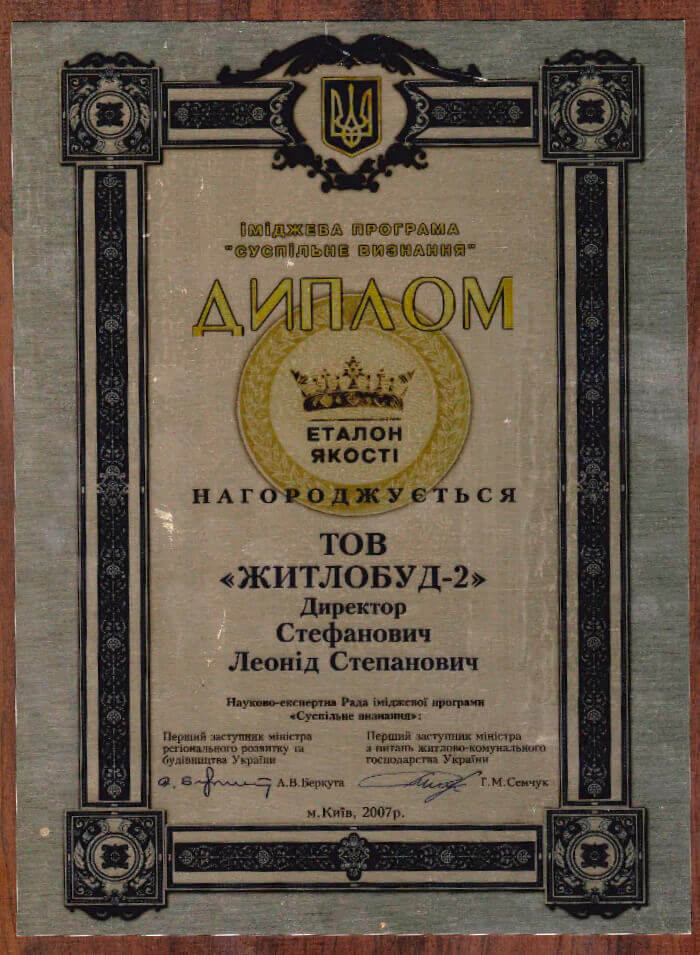 ІМІДЖЕВА ПРОГРАМА
"СУСПІЛЬНЕ ВИЗНАННЯ"
ДИПЛОМ
ЕТАЛОН
ЯКОСТІ
НАГОРОДЖУЄТЬСЯ
ТОВ
«ЖИТЛОБУД-2»
Директор
Стефанович
Леонід Степанович
Науково-експертна Рада іміджевої програми
«Суспільне визнання»:
Перший заступник міністра
регіонального розвитку та
будівництва України
А.В.Беркута
Перший заступник міністра
з питань житлово-комунального
господарства України
Г.М.Семчук
м.Київ, 2007р.